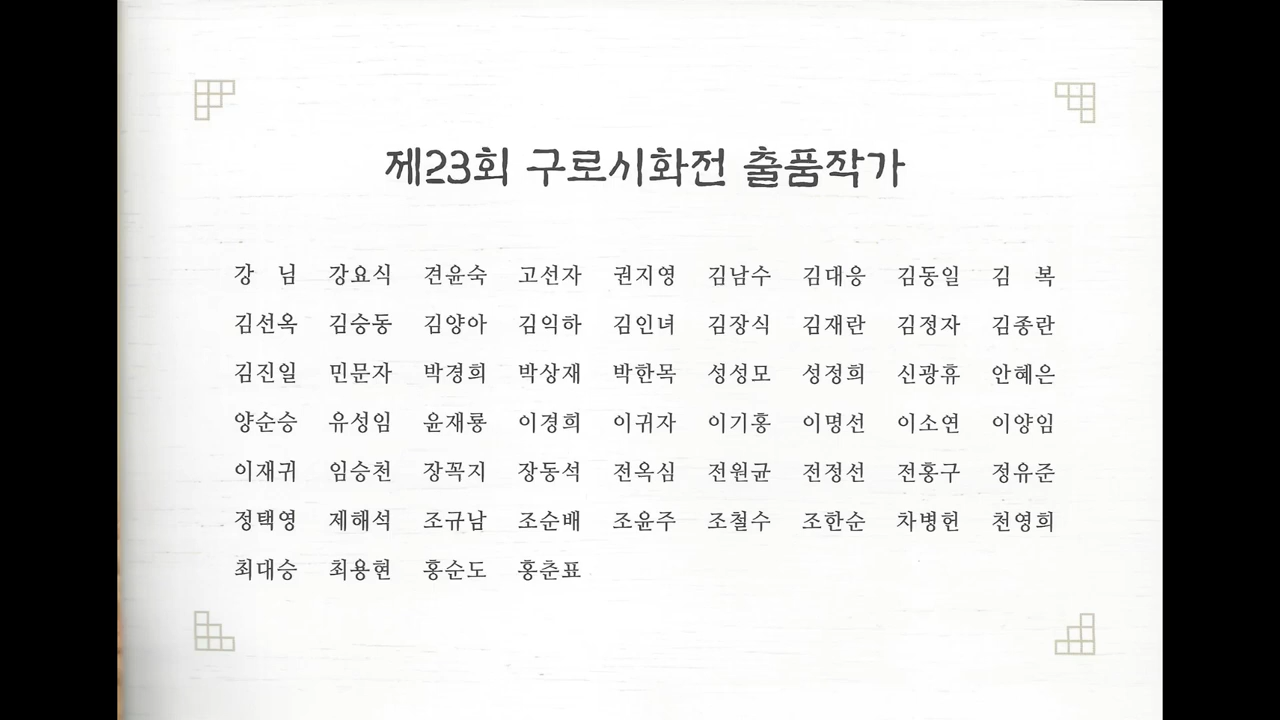 제23회 구로시화전 출품작가
강 님 강요식 견윤숙 고선자 권지영 김남수 김대응 김동일 김 복
김선옥 김승동 김양아 김익하 김인녀 김장식 김재란 김정자 김종란
김진일 민문자 박경희 박상재 박한목 성성모 성정희 신광휴 안혜은
양순승 유성임 윤재룡 이경희 이귀자 이기홍 이명선 이소연 이양임
이재귀 임승천 장꼭지 장동석 전옥심 전원균 전정선 전홍구 정유준
정택영 제해석 조규남 조순배 조윤주 조철수 조한순 차병헌 천영희
최대승 최용현 홍순도 홍춘표